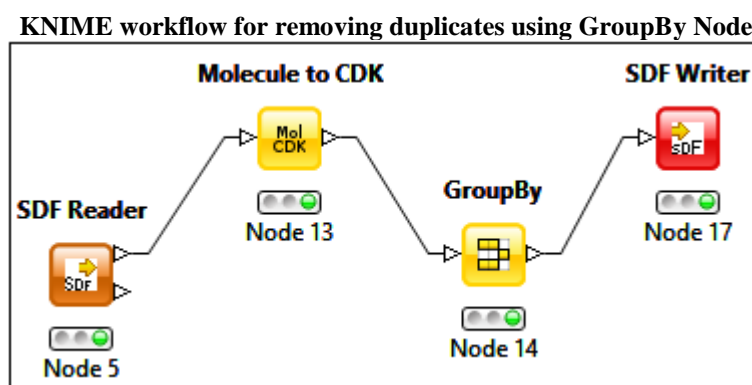 KNIME workflow for removing duplicates using GroupBy Node
Molecule to CDK
SDF Writer
Mol
CDK
SDF
GroupBy
SDF Reader
Node 13
Node 17
SDF
Node 14
Node 5